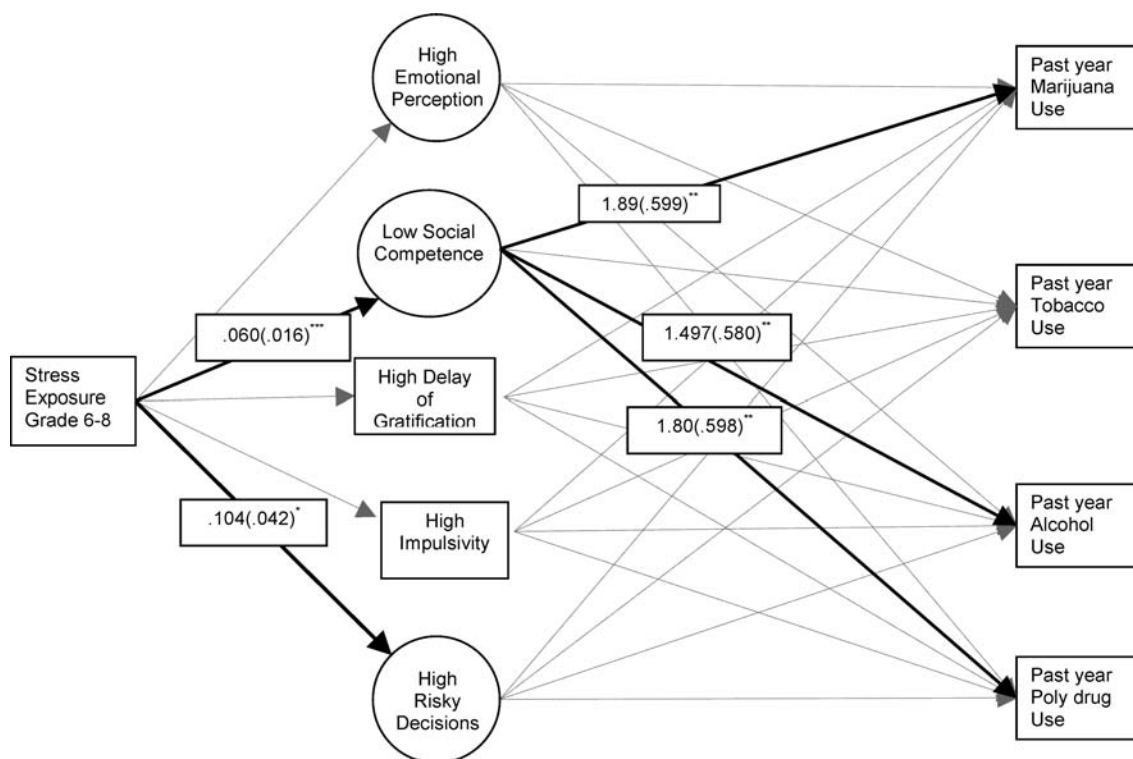 High
Emotional
Perception
Past year
Marijuana
Use
1.89(.599)**
Low Social
Competence
Past year
Tobacco
Use
.060(.016)***
1.497(.580)**
Stress
Exposure
Grade 6-8
High Delay
of
Gratification
1.80(.598)**
.104(.042)*
High
Impulsivity
Past year
Alcohol
Use
High
Risky
Decisions
Past year
Poly drug
Use